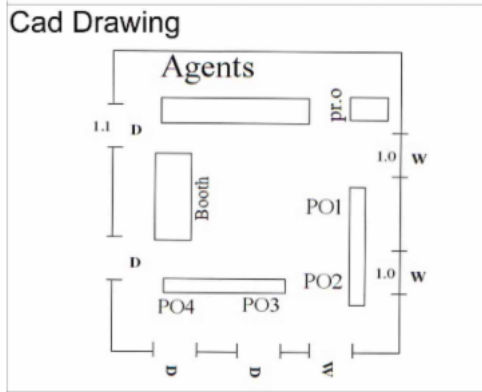 Cad Drawing
Agents
pr.o
1.1 D
1.0 W
Booth
PO1
D
PO2
1.0 W
PO4
PO3
D
D
W